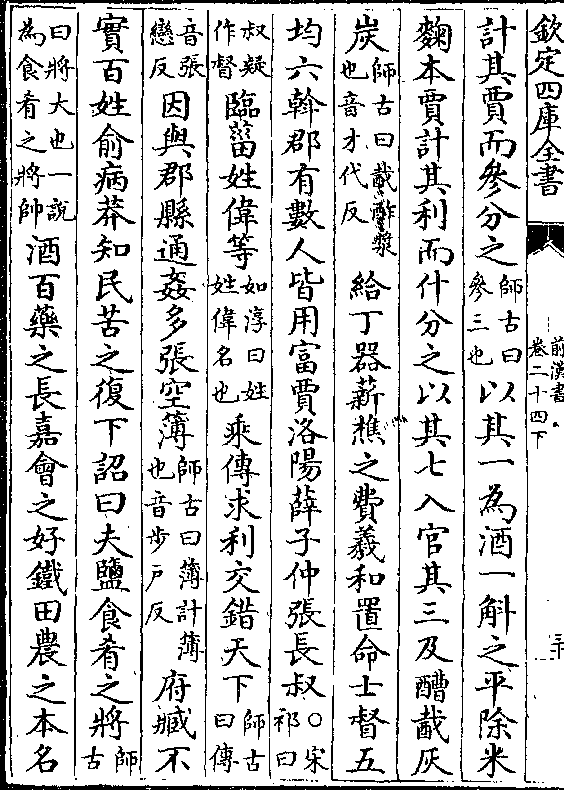 欽定四庫全書
前漢書
卷二十四下
三十
計其賈而參分之師古曰參三也以其一為酒一斛之平除米
麴本賈計其利而什分之以其七入官其三及醩酨灰
炭師古曰酨酢漿也音才代反給丁器薪樵之費羲和置命士督五
均六幹郡有數人皆用富賈洛陽薛子仲張長叔○宋祁曰
叔疑作督臨菑姓偉等如淳曰姓姓偉名也乘傳求利交錯天下師古曰傳
音張戀反因與郡縣通姦多張空簿師古曰簿計簿也音步戶反府臧不
實百姓俞病莽知民苦之復下詔曰夫鹽食肴之將師古
曰將大也一說為食肴之將帥酒百藥之長嘉會之好鐵田農之本名